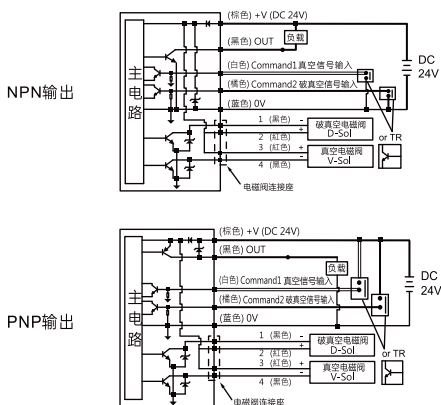 NPN输出
主电路
(棕色) +V (DC 24V)
(黑色) OUT
负载
(白色) Command1 真空信号输入
(橘色) Command2 破真空信号输入
(蓝色) 0V
DC
24V
1 (黑色) -
2 (红色) +
破真空电磁阀
D-Sol
3 (红色) +
4 (黑色) -
真空电磁阀
V-Sol
or TR
电磁阀连接座
PNP输出
主电路
(棕色) +V (DC 24V)
(黑色) OUT
负载
(白色) Command1 真空信号输入
(橘色) Command2 破真空信号输入
(蓝色) 0V
DC
24V
1 (黑色) -
2 (红色) +
破真空电磁阀
D-Sol
3 (红色) +
4 (黑色) -
真空电磁阀
V-Sol
or TR
电磁阀连接座